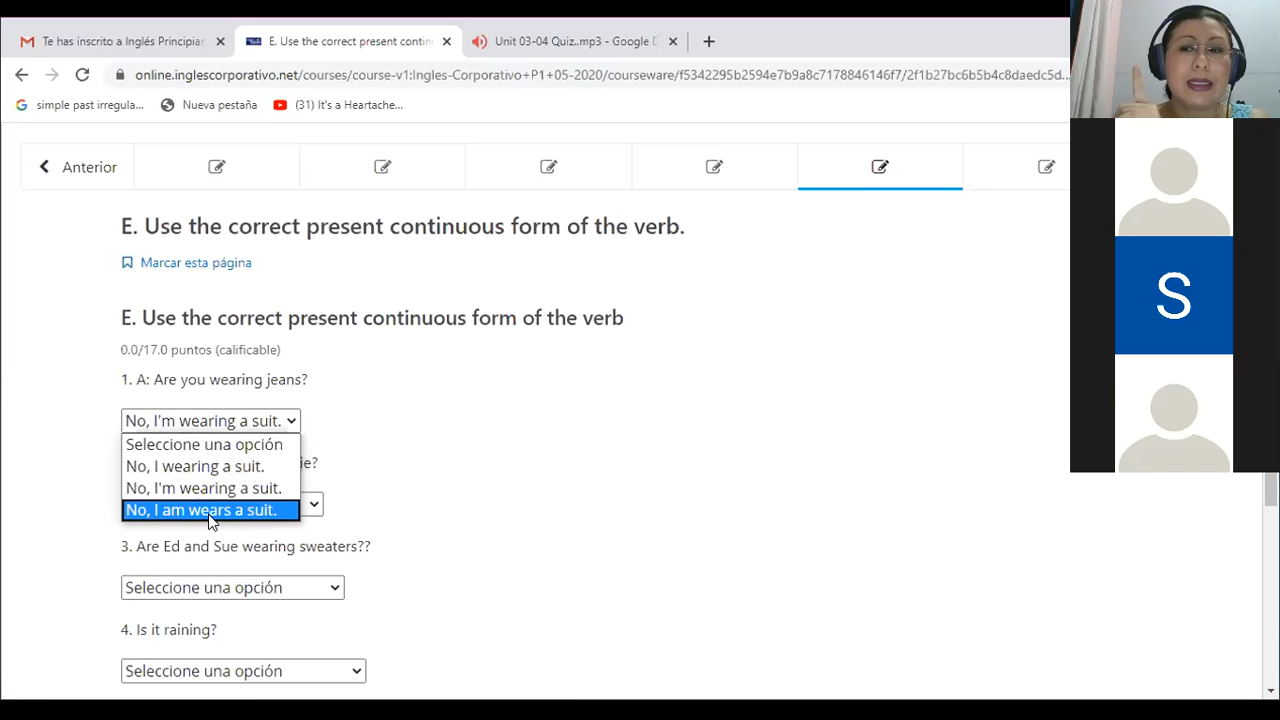 Te has inscrito a Inglés Principian
E. Use the correct present contin
Unit 03-04 Quiz..mp3 - Google D
online.inglescorporativo.net/courses/course-v1:Ingles-Corporativo+P1+05-2020/courseware/f5342295b2594e7b9a8c7178846146f7/2f1b27bc6b5b4c8daedc5d...
simple past irregula...
Nueva pestaña
(31) It's a Heartache...
Anterior
E. Use the correct present continuous form of the verb.
Marcar esta página
E. Use the correct present continuous form of the verb
0.0/17.0 puntos (calificable)
1. A: Are you wearing jeans?
No, I'm wearing a suit.
Seleccione una opción
ie?
No, I wearing a suit.
No, I'm wearing a suit.
No, I am wears a suit.
3. Are Ed and Sue wearing sweaters??
Seleccione una opción
4. Is it raining?
Seleccione una opción
S